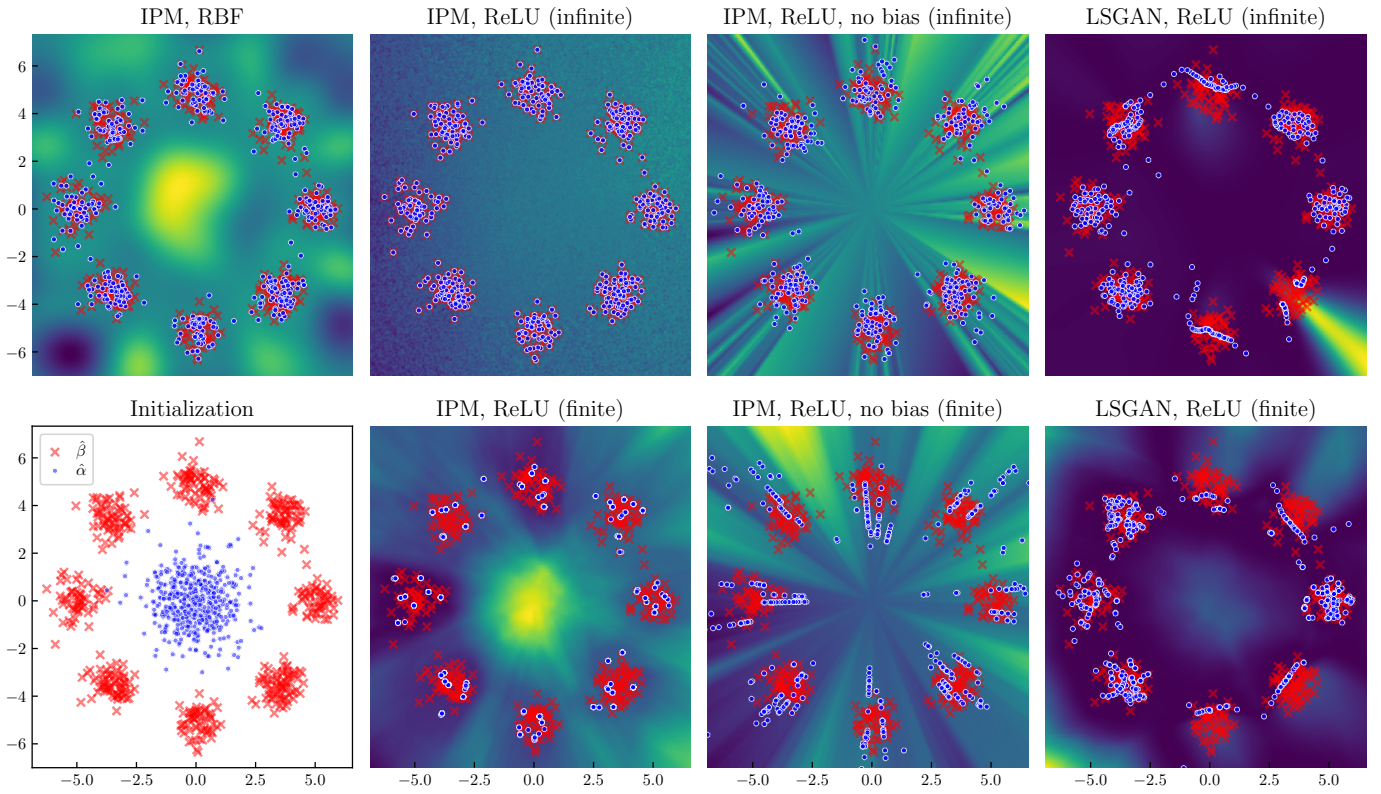 IPM, RBF
IPM, ReLU (infinite)
IPM, ReLU, no bias (infinite)
LSGAN, ReLU (infinite)
6
4
2
0
−2
−4
−6
Initialization
IPM, ReLU (finite)
IPM, ReLU, no bias (finite)
LSGAN, ReLU (finite)
β̂
α̂
6
4
2
0
−2
−4
−6
−5.0 −2.5 0.0 2.5 5.0
−5.0 −2.5 0.0 2.5 5.0
−5.0 −2.5 0.0 2.5 5.0
−5.0 −2.5 0.0 2.5 5.0